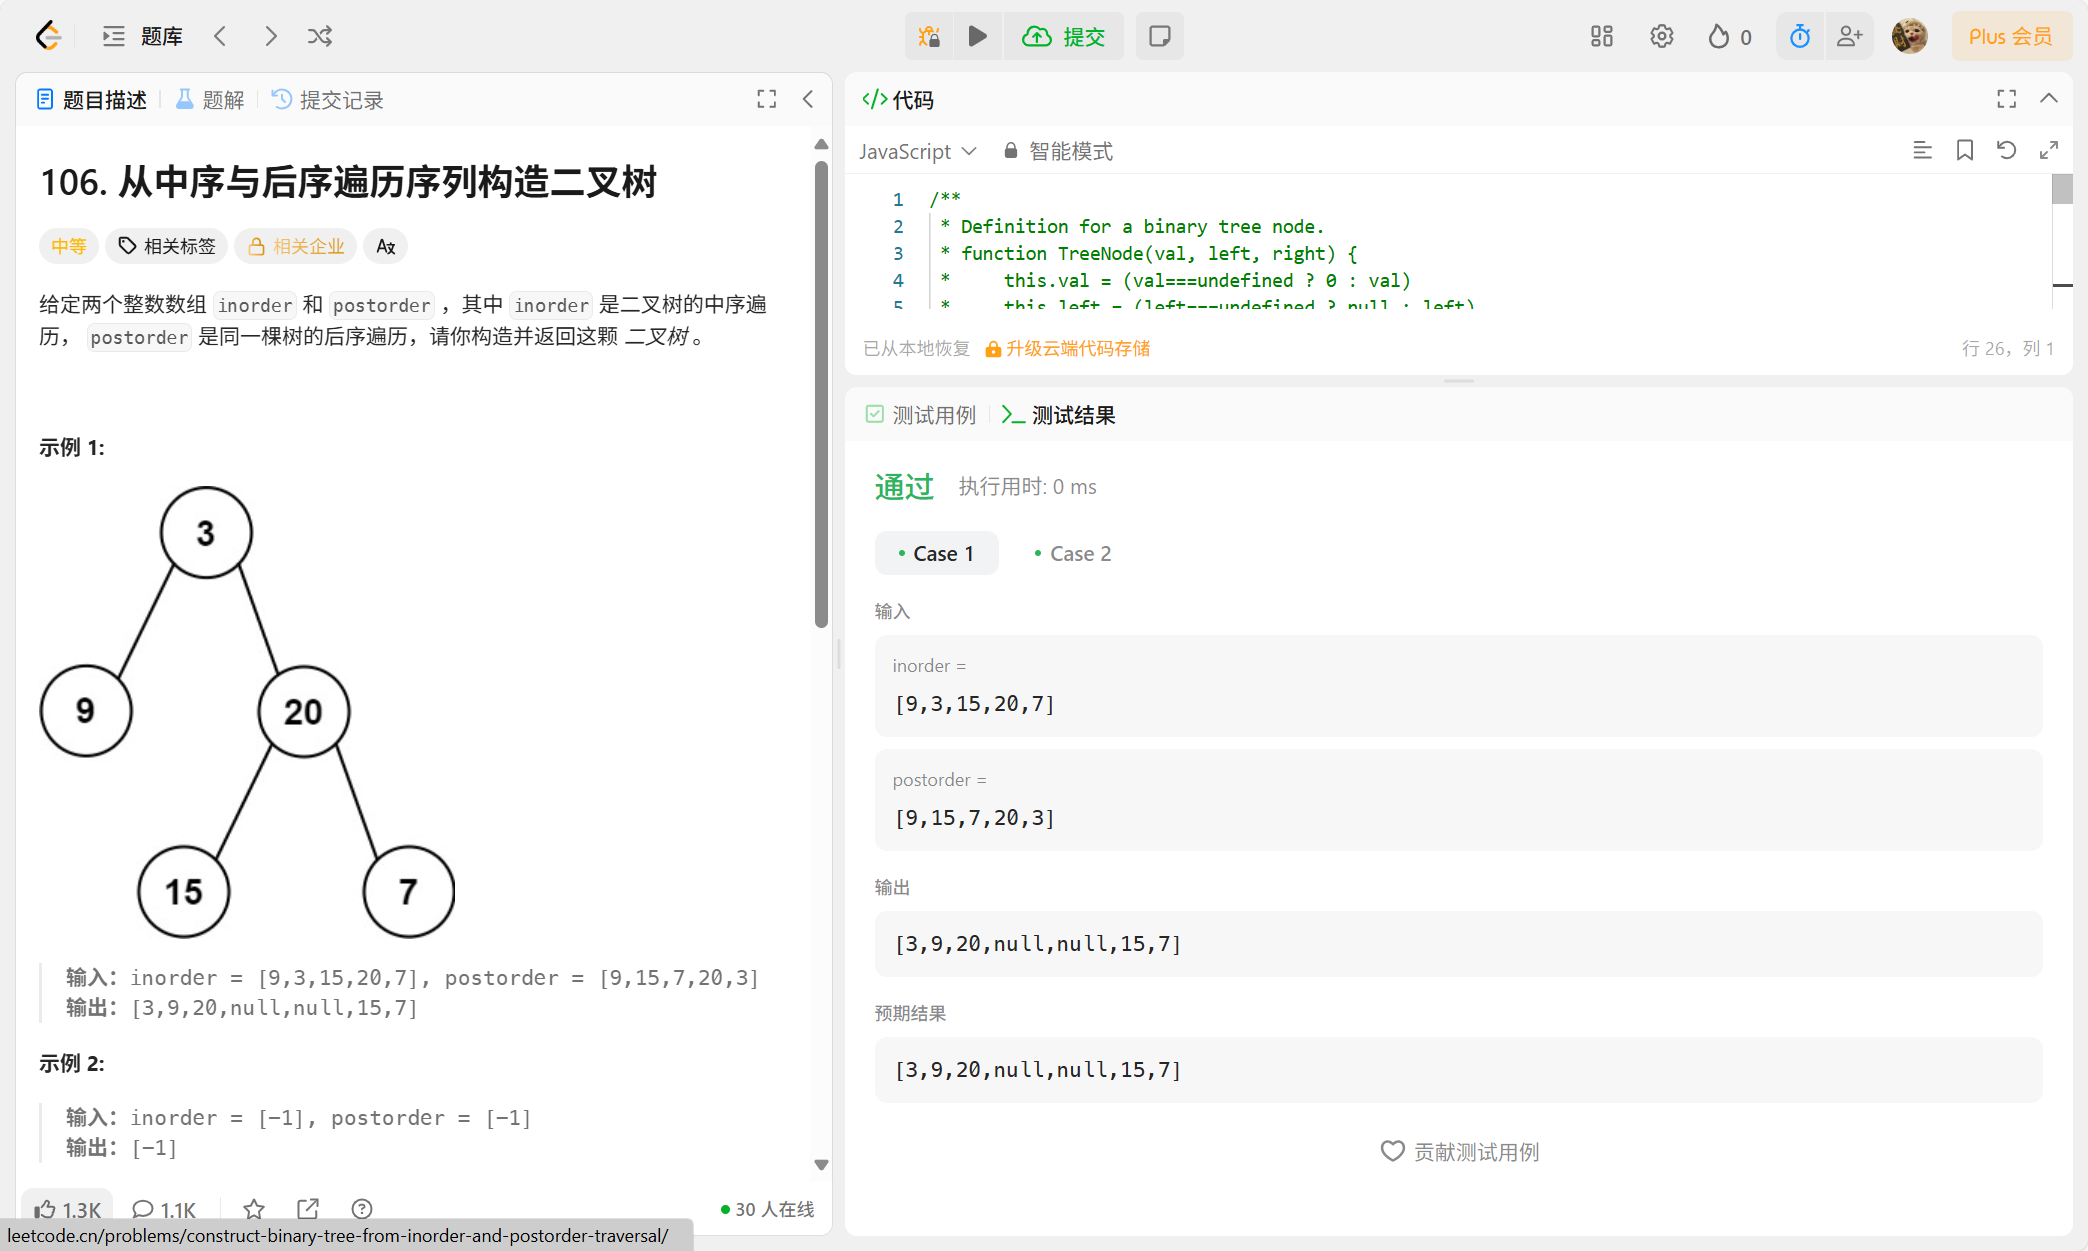 题库
提交
0
Plus 会员
题目描述
题解
提交记录
106. 从中序与后序遍历序列构造二叉树
中等
相关标签
相关企业
给定两个整数数组 inorder 和 postorder ，其中 inorder 是二叉树的中序遍
历， postorder 是同一棵树的后序遍历，请你构造并返回这颗 二叉树 。
示例 1:
3
9
20
15
7
输入：inorder = [9,3,15,20,7], postorder = [9,15,7,20,3]
输出：[3,9,20,null,null,15,7]
示例 2:
输入：inorder = [-1], postorder = [-1]
输出：[-1]
1.3K
1.1K
30 人在线
leetcode.cn/problems/construct-binary-tree-from-inorder-and-postorder-traversal/
</> 代码
JavaScript
智能模式
1 /**
2 * Definition for a binary tree node.
3 * function TreeNode(val, left, right) {
4 *     this.val = (val===undefined ? 0 : val)
5 *     this.left = (left===undefined ? null : left)
已从本地恢复
升级云端代码存储
行 26，列 1
测试用例
测试结果
通过
执行用时: 0 ms
Case 1
Case 2
输入
inorder =
[9,3,15,20,7]
postorder =
[9,15,7,20,3]
输出
[3,9,20,null,null,15,7]
预期结果
[3,9,20,null,null,15,7]
贡献测试用例